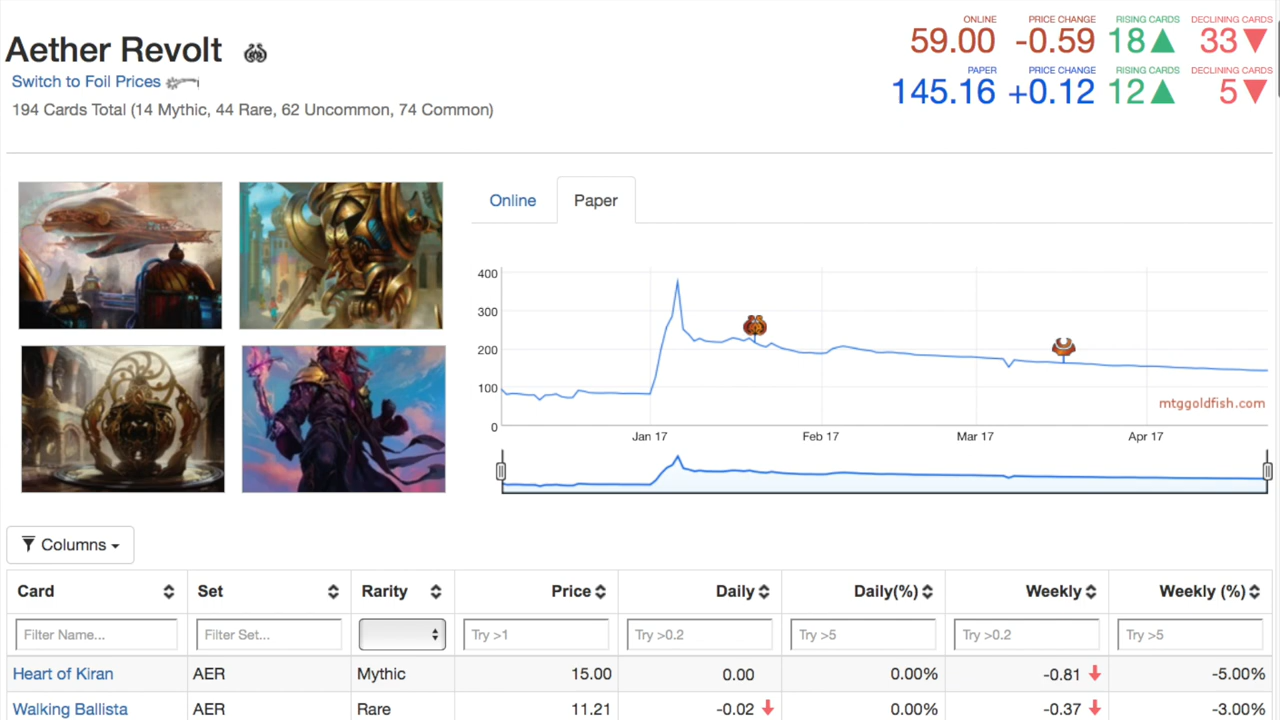 Aether Revolt
Switch to Foil Prices
194 Cards Total (14 Mythic, 44 Rare, 62 Uncommon, 74 Common)
ONLINE PRICE CHANGE RISING CARDS DECLINING CARDS
59.00 -0.59 18 33
PAPER PRICE CHANGE RISING CARDS DECLINING CARDS
145.16 +0.12 12 5
Online Paper
400
300
200
100
0
mtggoldfish.com
Jan 17 Feb 17 Mar 17 Apr 17
Columns
Card Set Rarity Price Daily Daily(%) Weekly Weekly (%)
Filter Name... Filter Set... Try >1 Try >0.2 Try >5 Try >0.2 Try >5
Heart of Kiran AER Mythic 15.00 0.00 0.00% -0.81 -5.00%
Walking Ballista AER Rare 11.21 -0.02 0.00% -0.37 -3.00%